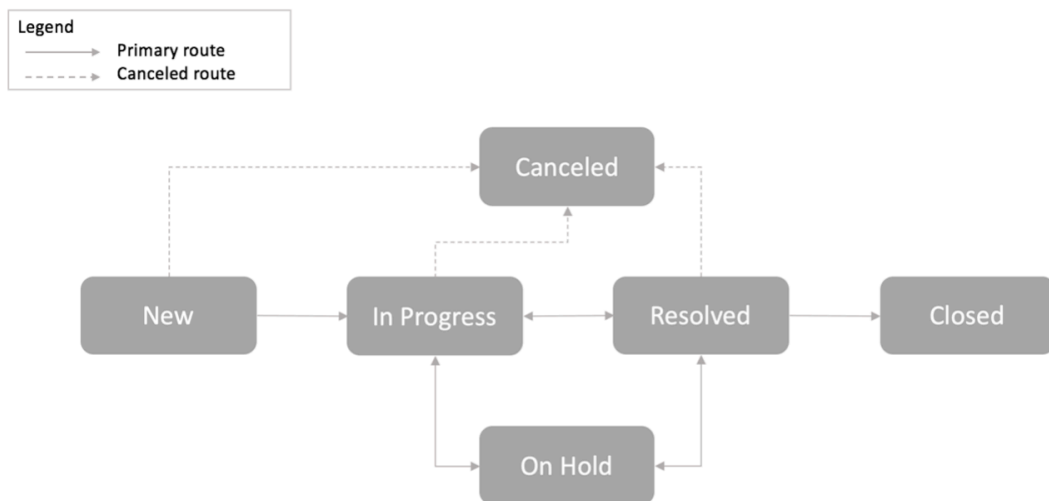 Legend
Primary route
Canceled route
Canceled
New
In Progress
Resolved
Closed
On Hold